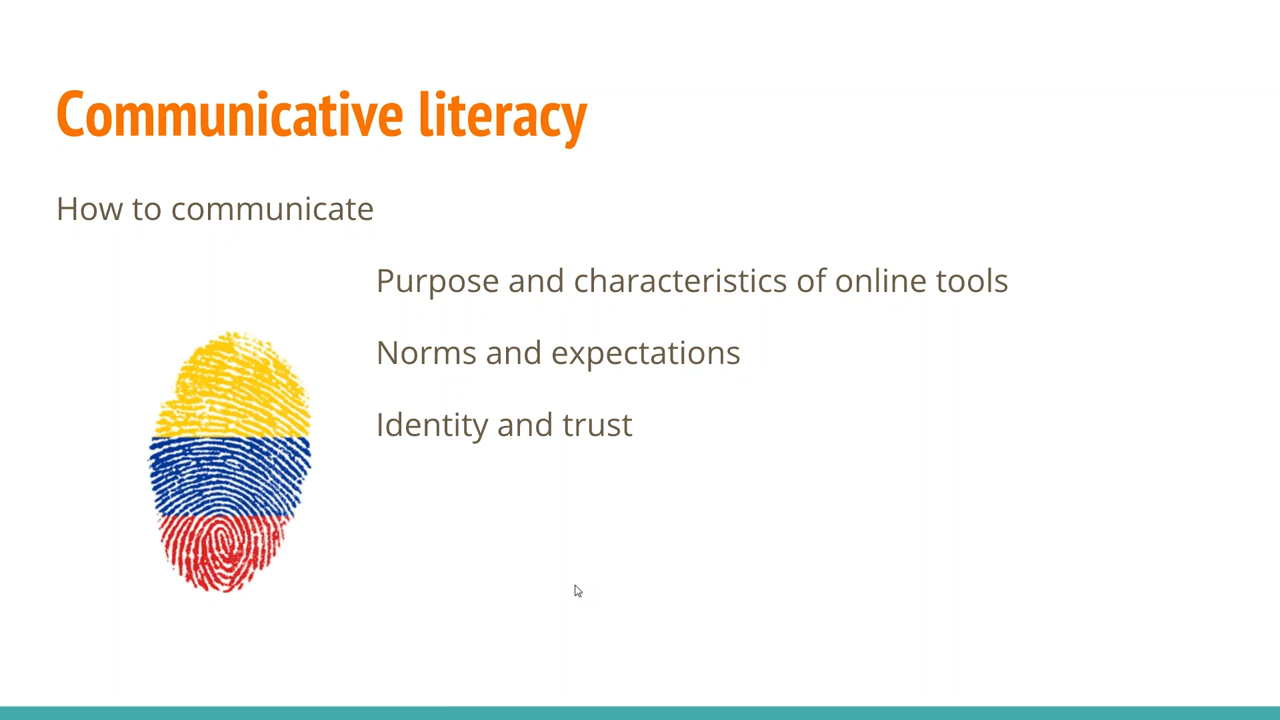 Communicative literacy
How to communicate
Purpose and characteristics of online tools
Norms and expectations
Identity and trust